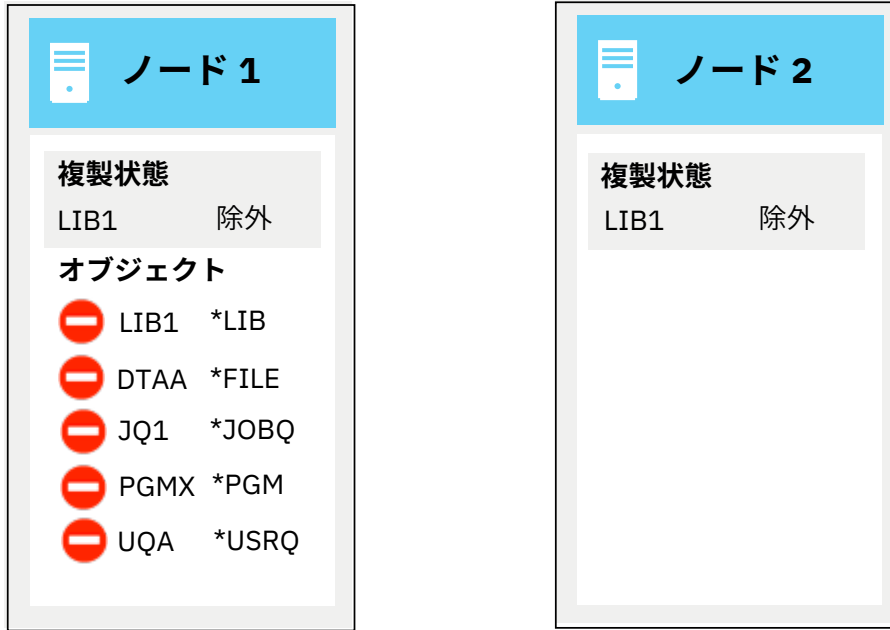 ノード 1
複製状態
LIB1 除外
オブジェクト
LIB1 *LIB
DTAA *FILE
JQ1 *JOBQ
PGMX *PGM
UQA *USRQ
ノード 2
複製状態
LIB1 除外